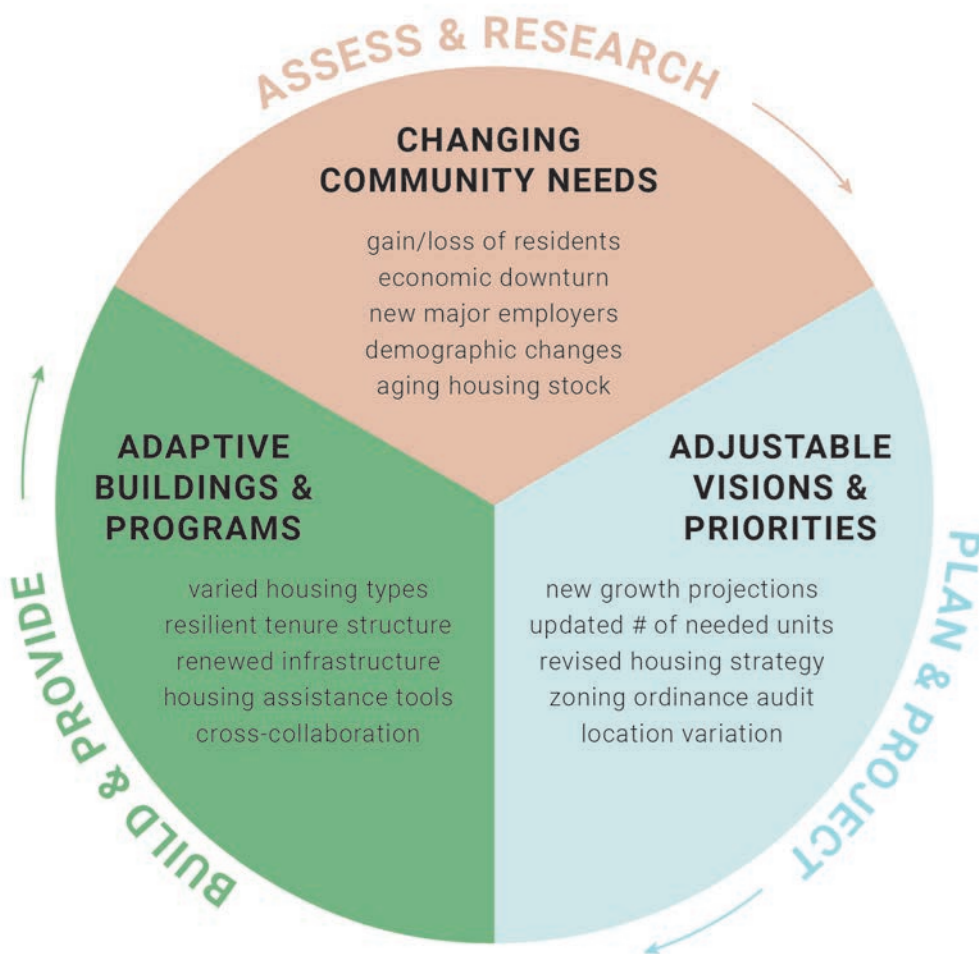 ASSESS & RESEARCH
CHANGING
COMMUNITY NEEDS
gain/loss of residents
economic downturn
new major employers
demographic changes
aging housing stock
ADJUSTABLE
VISIONS &
PRIORITIES
new growth projections
updated # of needed units
revised housing strategy
zoning ordinance audit
location variation
PLAN & PROJECT
ADAPTIVE
BUILDINGS &
PROGRAMS
varied housing types
resilient tenure structure
renewed infrastructure
housing assistance tools
cross-collaboration
BUILD & PROVIDE